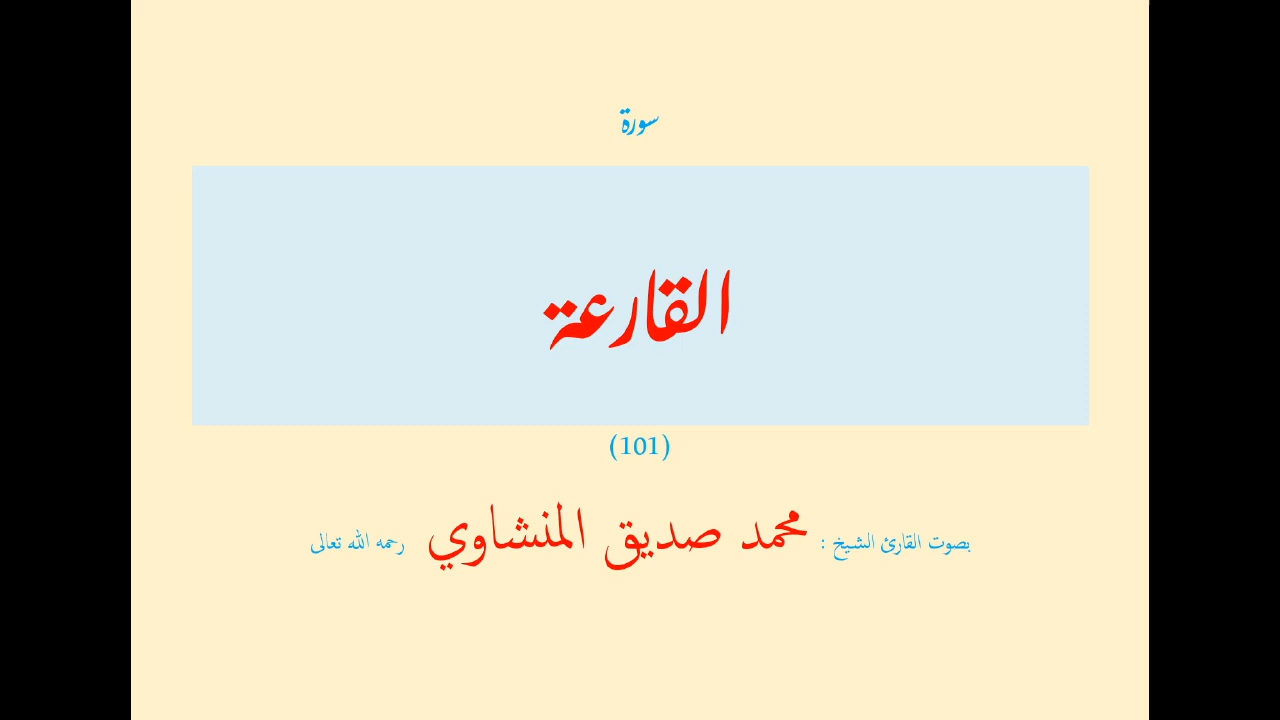 سورة
القارعة
(101)
بصوت القارئ الشيخ : محمد صديق المنشاوي رحمه الله تعالى